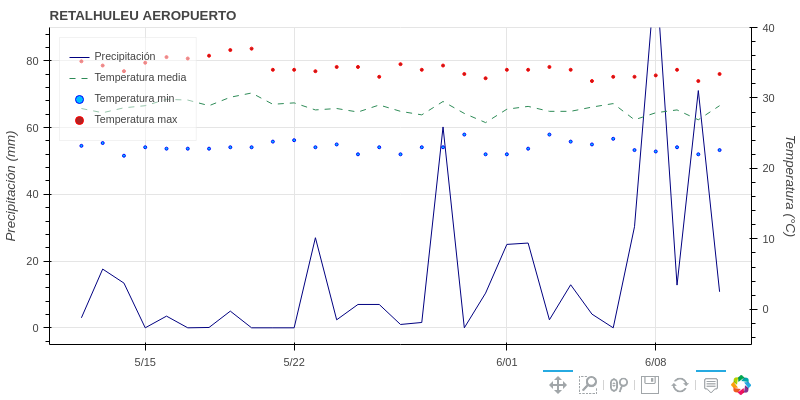 RETALHULEU AEROPUERTO
Precipitación
Temperatura media
Temperatura min
Temperatura max
Precipitación (mm)
80
60
40
20
0
Temperatura (°C)
40
30
20
10
0
5/15 5/22 6/01 6/08